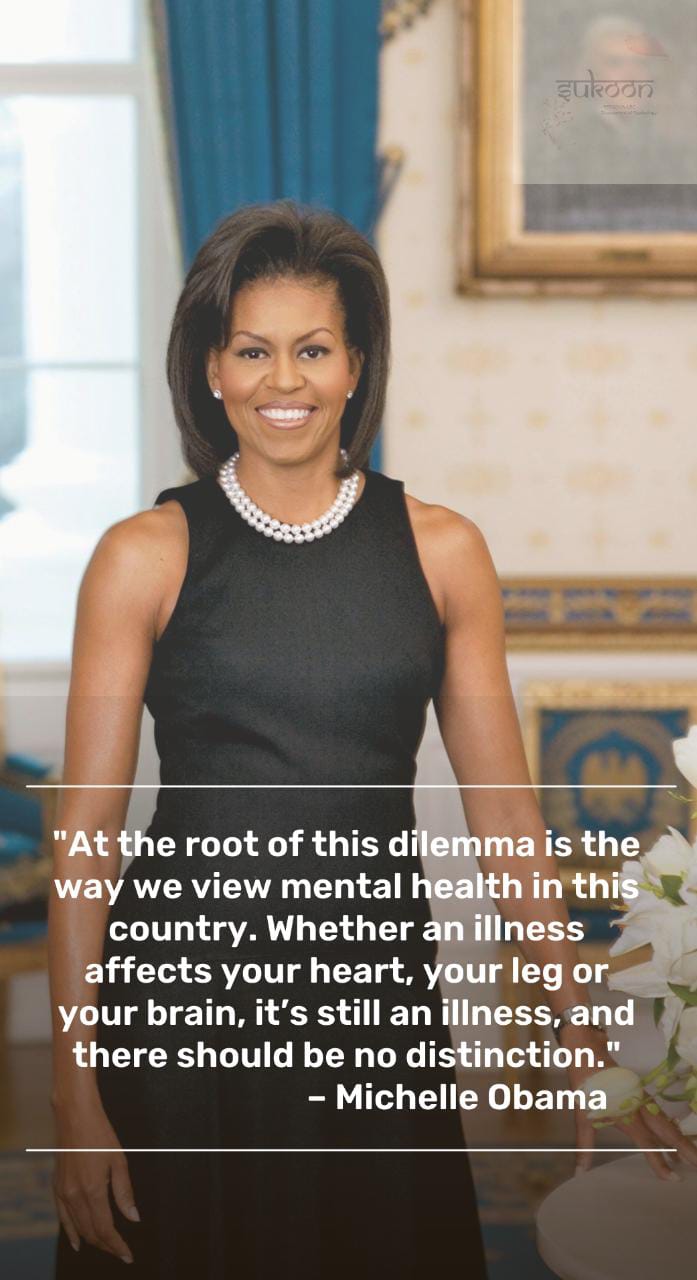 sukoon
"At the root of this dilemma is the
way we view mental health in this
country. Whether an illness
affects your heart, your leg or
your brain, it’s still an illness, and
there should be no distinction."
– Michelle Obama